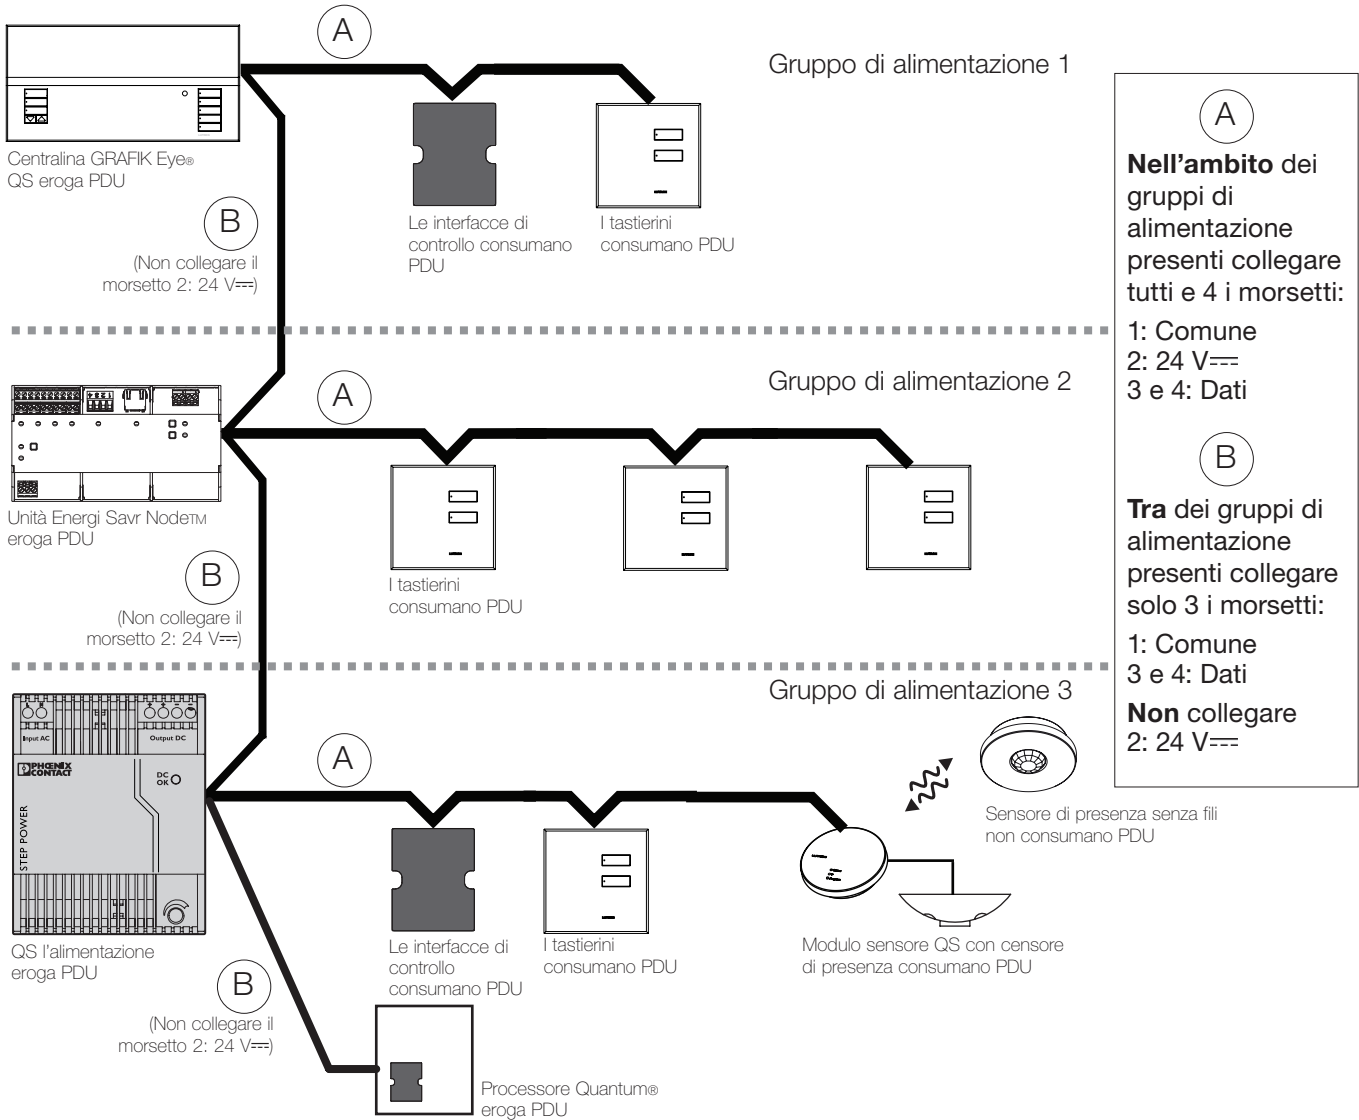 A
Gruppo di alimentazione 1
Centralina GRAFIK Eye®
QS eroga PDU
B
(Non collegare il
morsetto 2: 24 V⎓)
Le interfacce di
controllo consumano
PDU
I tastierini
consumano PDU
A
Gruppo di alimentazione 2
Unità Energi Savr Node™
eroga PDU
B
(Non collegare il
morsetto 2: 24 V⎓)
I tastierini
consumano PDU
Gruppo di alimentazione 3
A
Input AC
Output DC
PHŒNIX
CONTACT
DC
OK
STEP POWER
QS l'alimentazione
eroga PDU
B
(Non collegare il
morsetto 2: 24 V⎓)
Le interfacce di
controllo
consumano PDU
I tastierini
consumano PDU
Sensore di presenza senza fili
non consumano PDU
Modulo sensore QS con censore
di presenza consumano PDU
Processore Quantum®
eroga PDU
A
Nell'ambito dei
gruppi di
alimentazione
presenti collegare
tutti e 4 i morsetti:
1: Comune
2: 24 V⎓
3 e 4: Dati
B
Tra dei gruppi di
alimentazione
presenti collegare
solo 3 i morsetti:
1: Comune
3 e 4: Dati
Non collegare
2: 24 V⎓